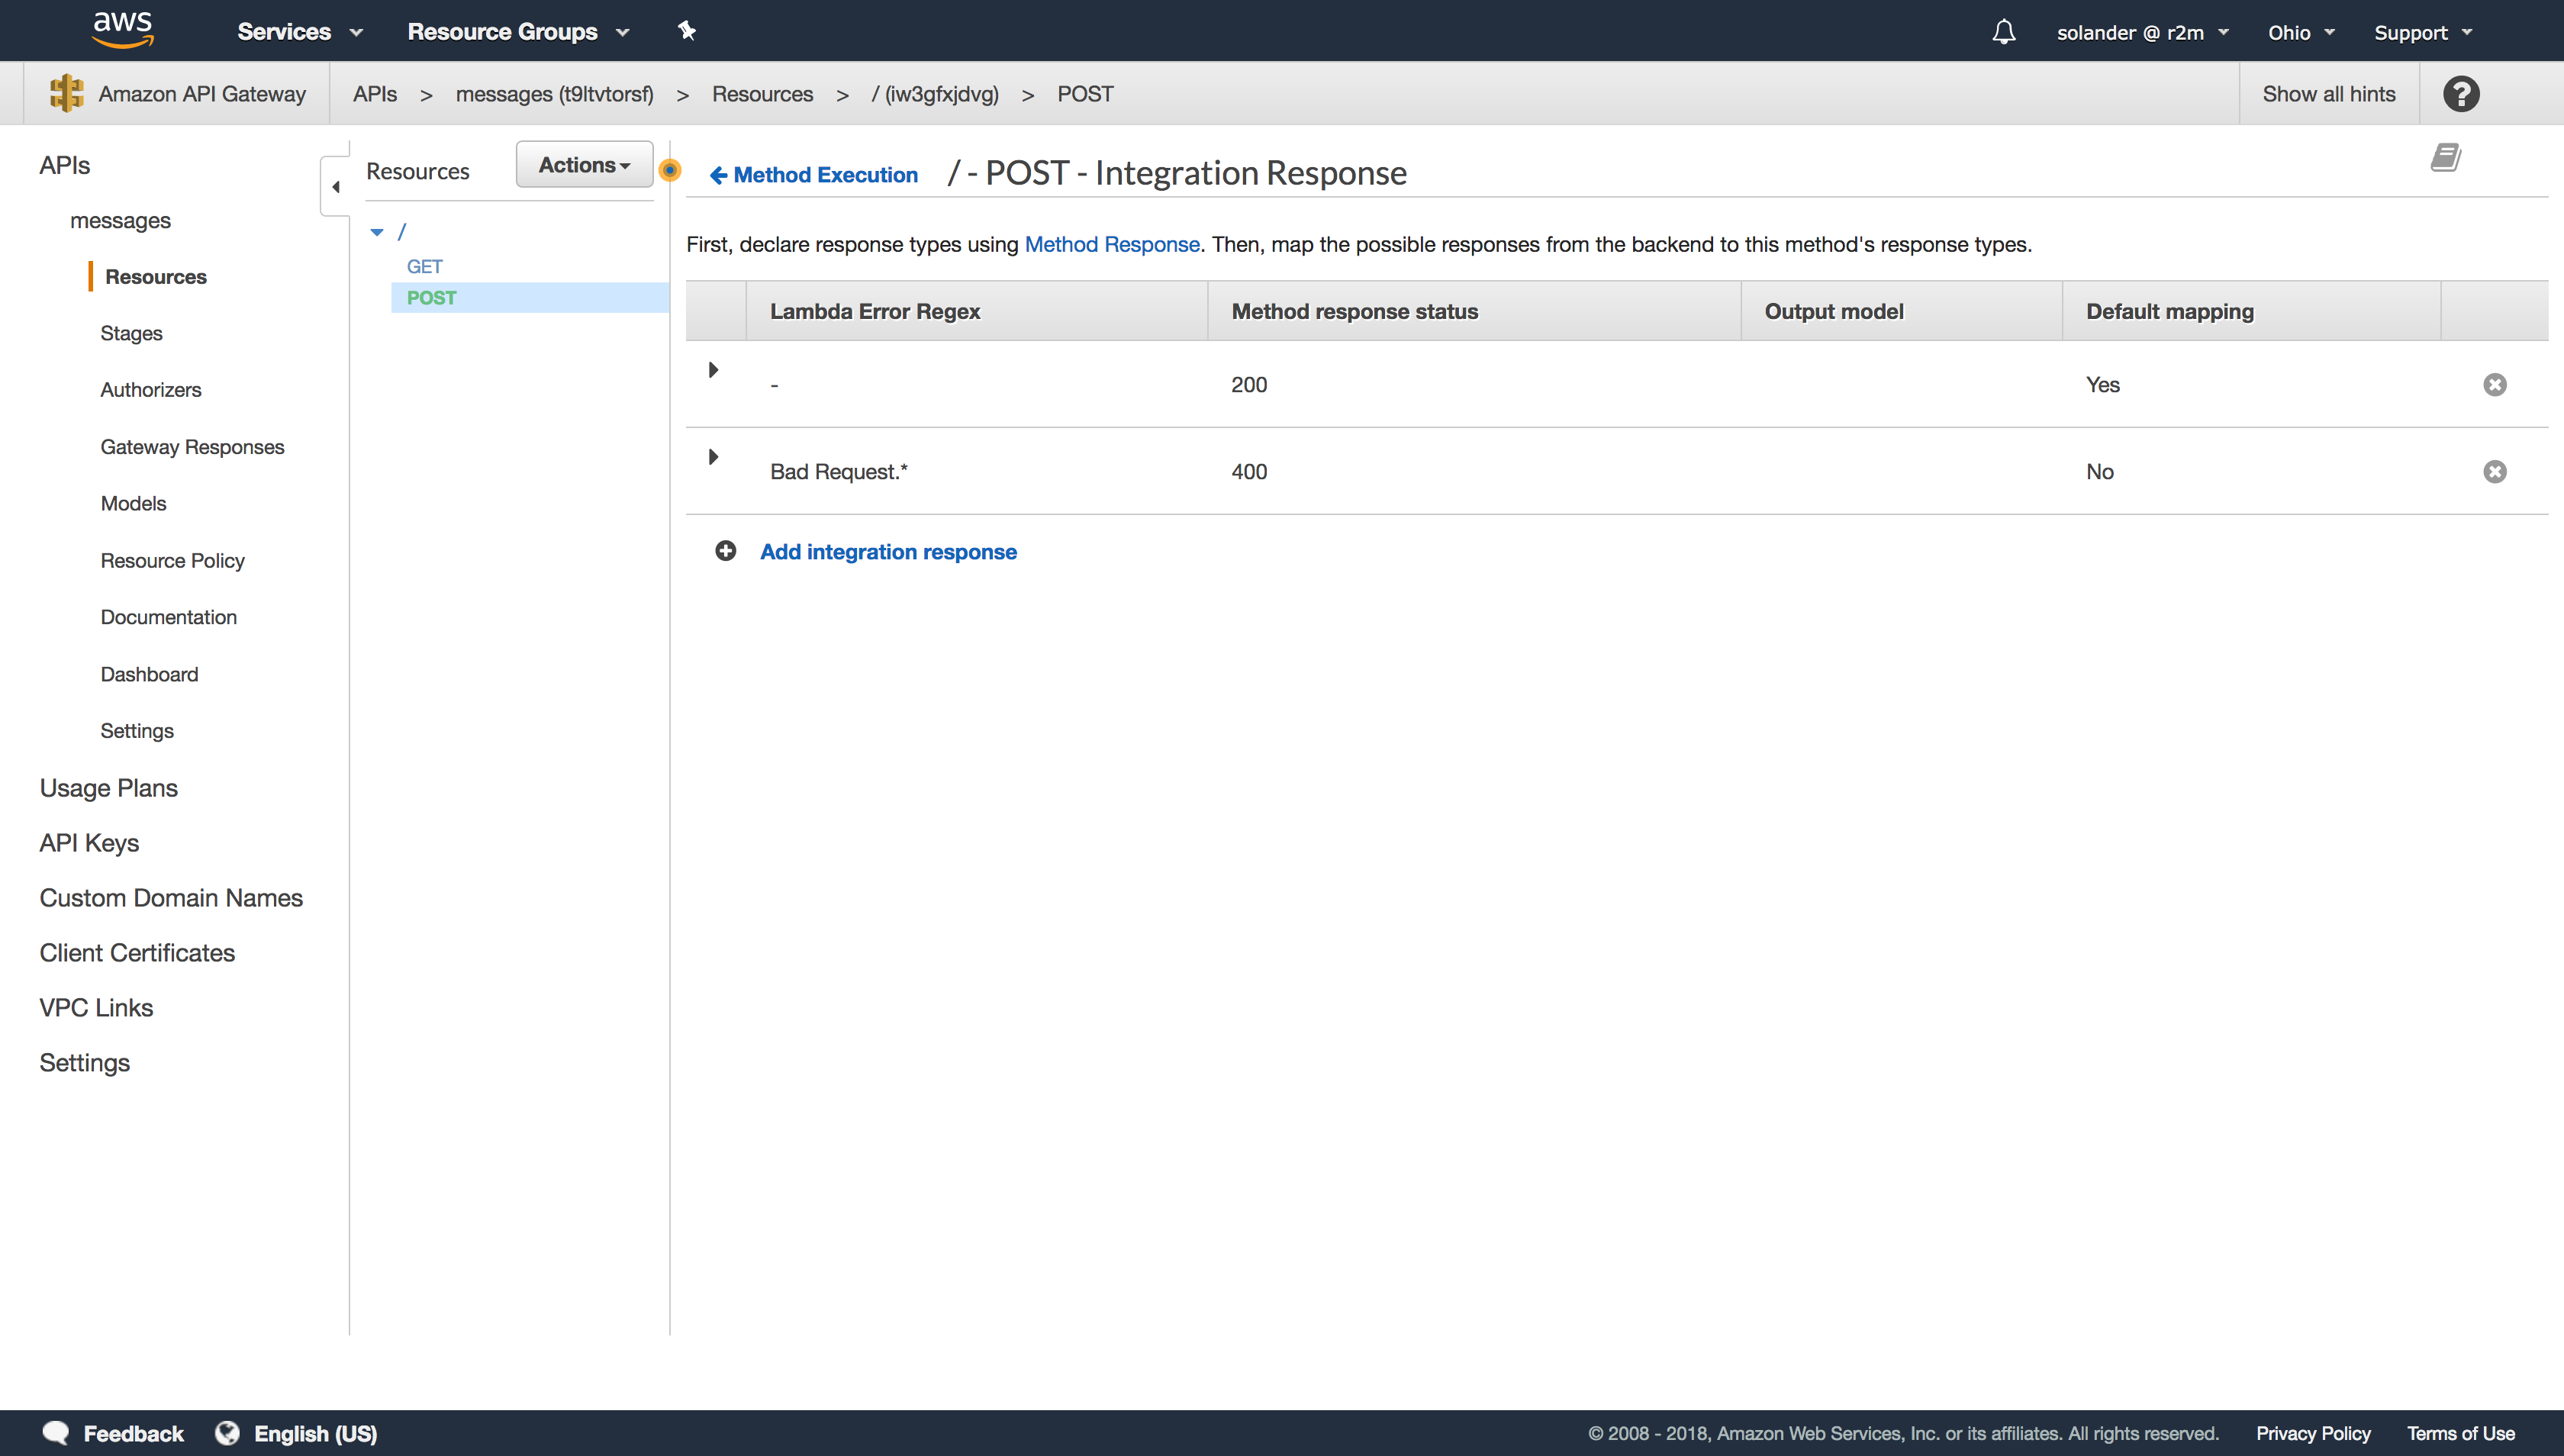 aws Services Resource Groups solander @ r2m Ohio Support
Amazon API Gateway APIs > messages (t9ltvtorsf) > Resources > / (iw3gfxjdvg) > POST Show all hints ?
APIs
messages
Resources
Stages
Authorizers
Gateway Responses
Models
Resource Policy
Documentation
Dashboard
Settings
Usage Plans
API Keys
Custom Domain Names
Client Certificates
VPC Links
Settings
Resources Actions
/
GET
POST
Method Execution / - POST - Integration Response
First, declare response types using Method Response. Then, map the possible responses from the backend to this method's response types.
Lambda Error Regex Method response status Output model Default mapping
- 200 Yes
Bad Request.* 400 No
Add integration response
Feedback English (US) © 2008 - 2018, Amazon Web Services, Inc. or its affiliates. All rights reserved. Privacy Policy Terms of Use